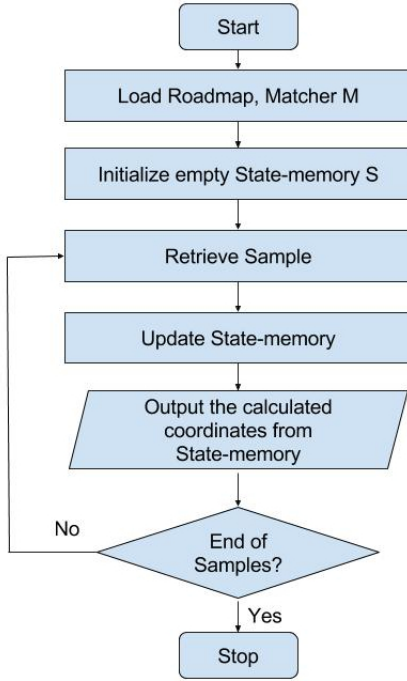 Start
Load Roadmap, Matcher M
Initialize empty State-memory S
Retrieve Sample
Update State-memory
Output the calculated
coordinates from
State-memory
No
End of
Samples?
Yes
Stop